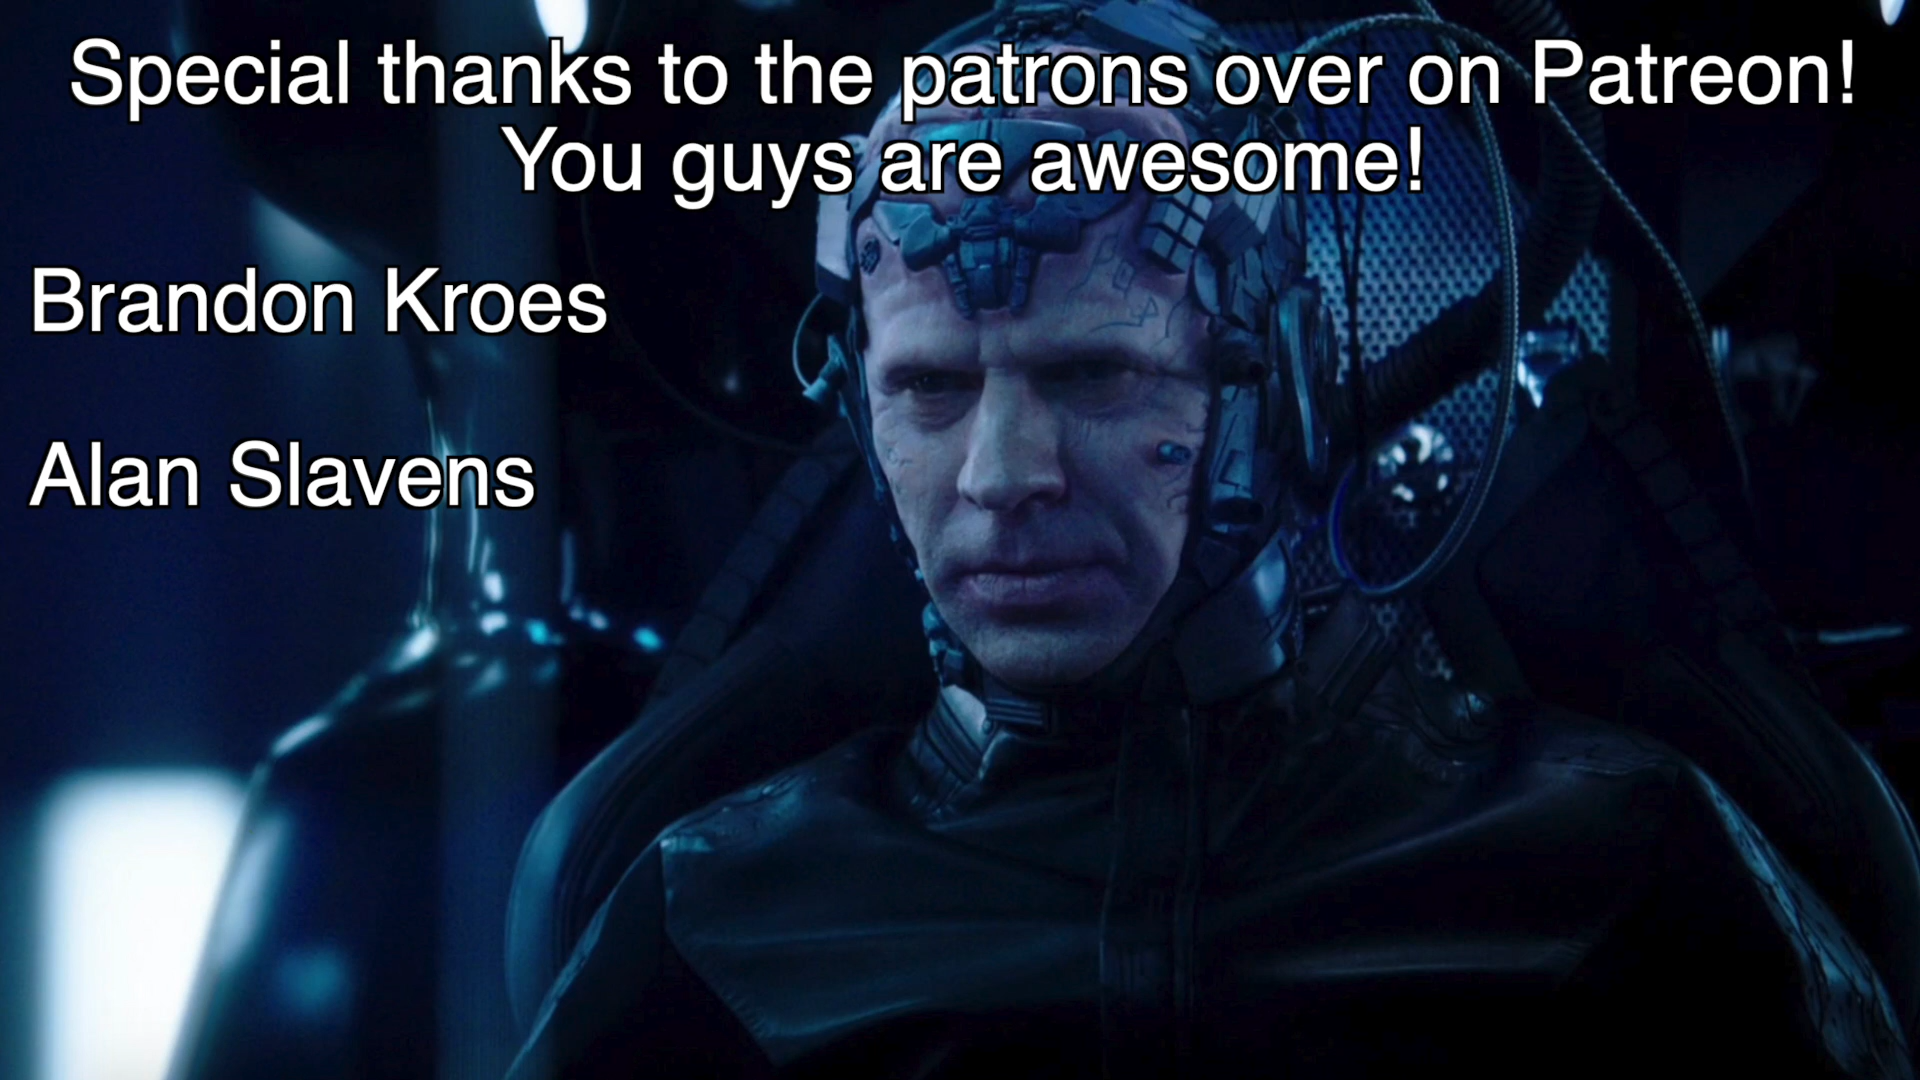 Special thanks to the patrons over on Patreon!
You guys are awesome!
Brandon Kroes
Alan Slavens